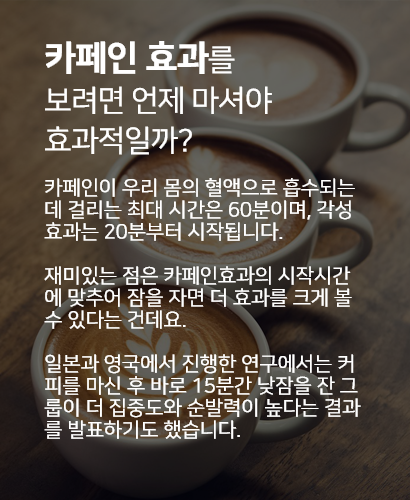 카페인 효과를
보려면 언제 마셔야
효과적일까?
카페인이 우리 몸의 혈액으로 흡수되는
데 걸리는 최대 시간은 60분이며, 각성
효과는 20분부터 시작됩니다.
재미있는 점은 카페인효과의 시작시간
에 맞추어 잠을 자면 더 효과를 크게 볼
수 있다는 건데요.
일본과 영국에서 진행한 연구에서는 커
피를 마신 후 바로 15분간 낮잠을 잔 그
룹이 더 집중도와 순발력이 높다는 결과
를 발표하기도 했습니다.